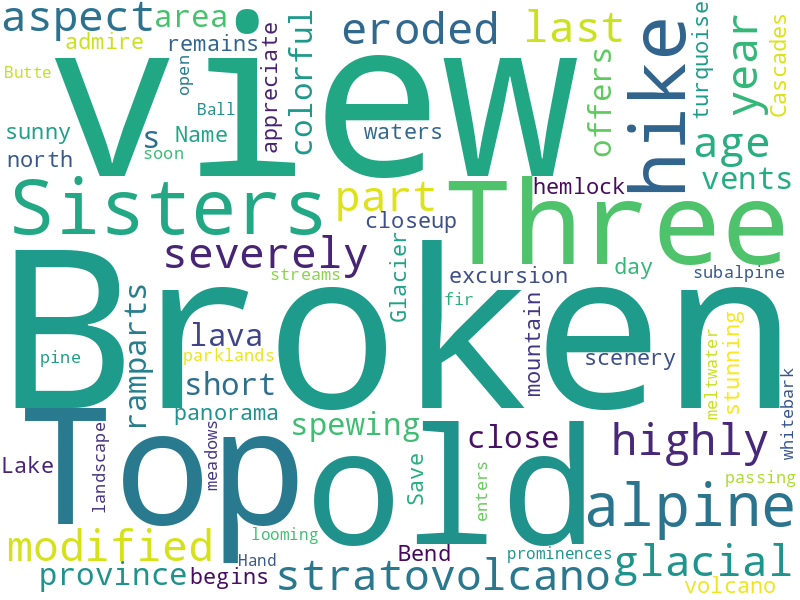 aspect area view eroded last hike turquoise year Cascades
admire remains appreciate colorful offers
Butte open Ball
sunny s Name waters age
north soon vents
Sisters part hemlock Three
closeup
severely Glacier excursion day subalpine
streams
ramparts Broken fir mountain
lava scenery meltwater stunning
pine parklands
short whitebark
panorama
Top spewing old close highly
Lake landscape meadows Save enters passing
alpine
modified looming
Hand Bend prominences glacial
province begins stratovolcano volcano